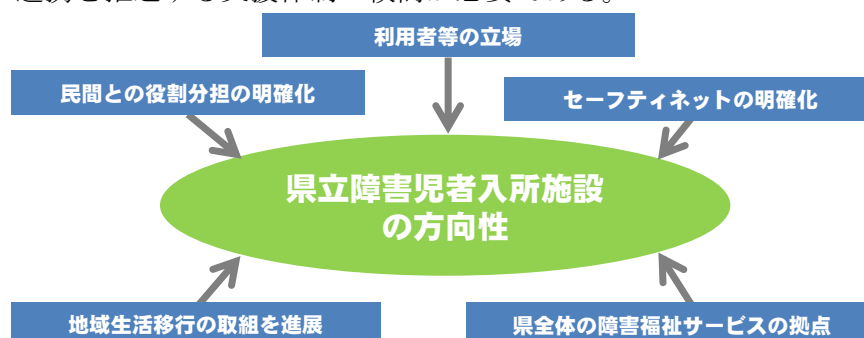 利用者等の立場
民間との役割分担の明確化
セーフティネットの明確化
県立障害児者入所施設
の方向性
地域生活移行の取組を進展
県全体の障害福祉サービスの拠点